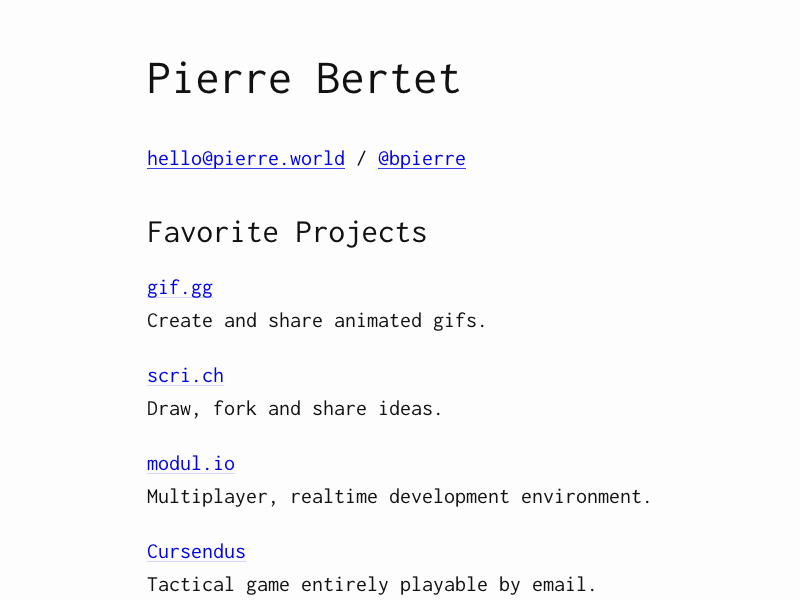 Pierre Bertet
hello@pierre.world / @bpierre
Favorite Projects
gif.gg
Create and share animated gifs.
scri.ch
Draw, fork and share ideas.
modul.io
Multiplayer, realtime development environment.
Cursendus
Tactical game entirely playable by email.